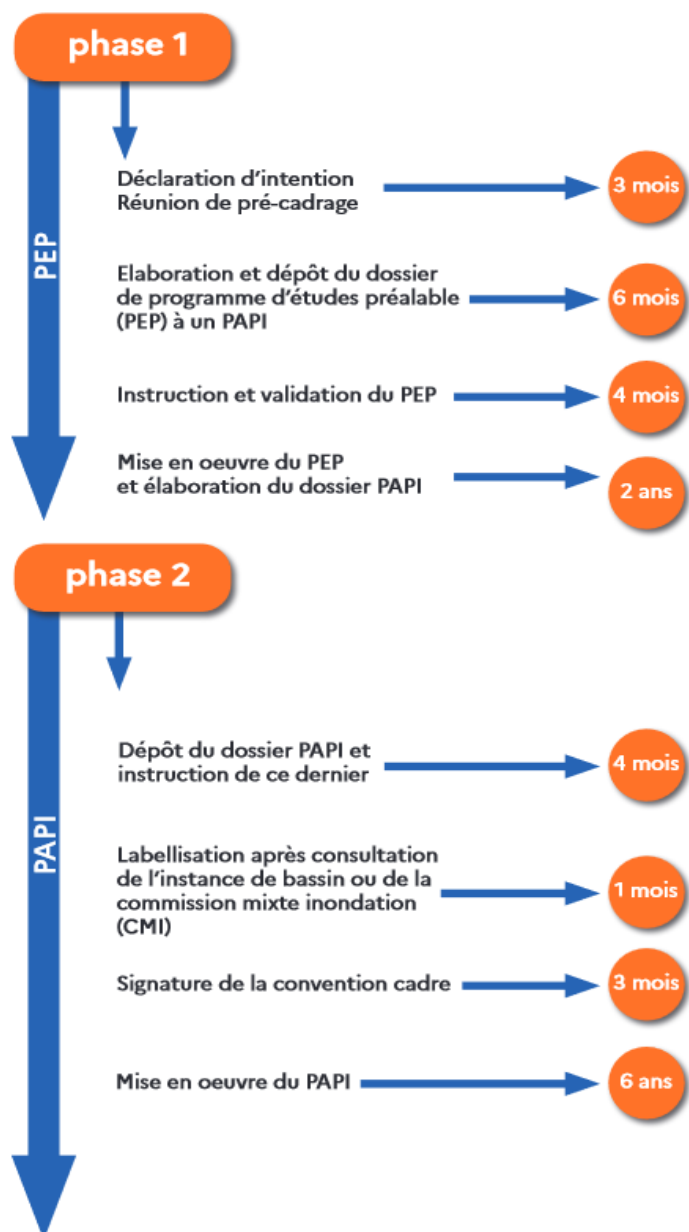 phase 1
PEP
Déclaration d'intention
Réunion de pré-cadrage
3 mois
Elaboration et dépôt du dossier
de programme d'études préalable
(PEP) à un PAPI
6 mois
Instruction et validation du PEP
4 mois
Mise en oeuvre du PEP
et élaboration du dossier PAPI
2 ans
phase 2
PAPI
Dépôt du dossier PAPI et
instruction de ce dernier
4 mois
Labellisation après consultation
de l'instance de bassin ou de la
commission mixte inondation
(CMI)
1 mois
Signature de la convention cadre
3 mois
Mise en oeuvre du PAPI
6 ans